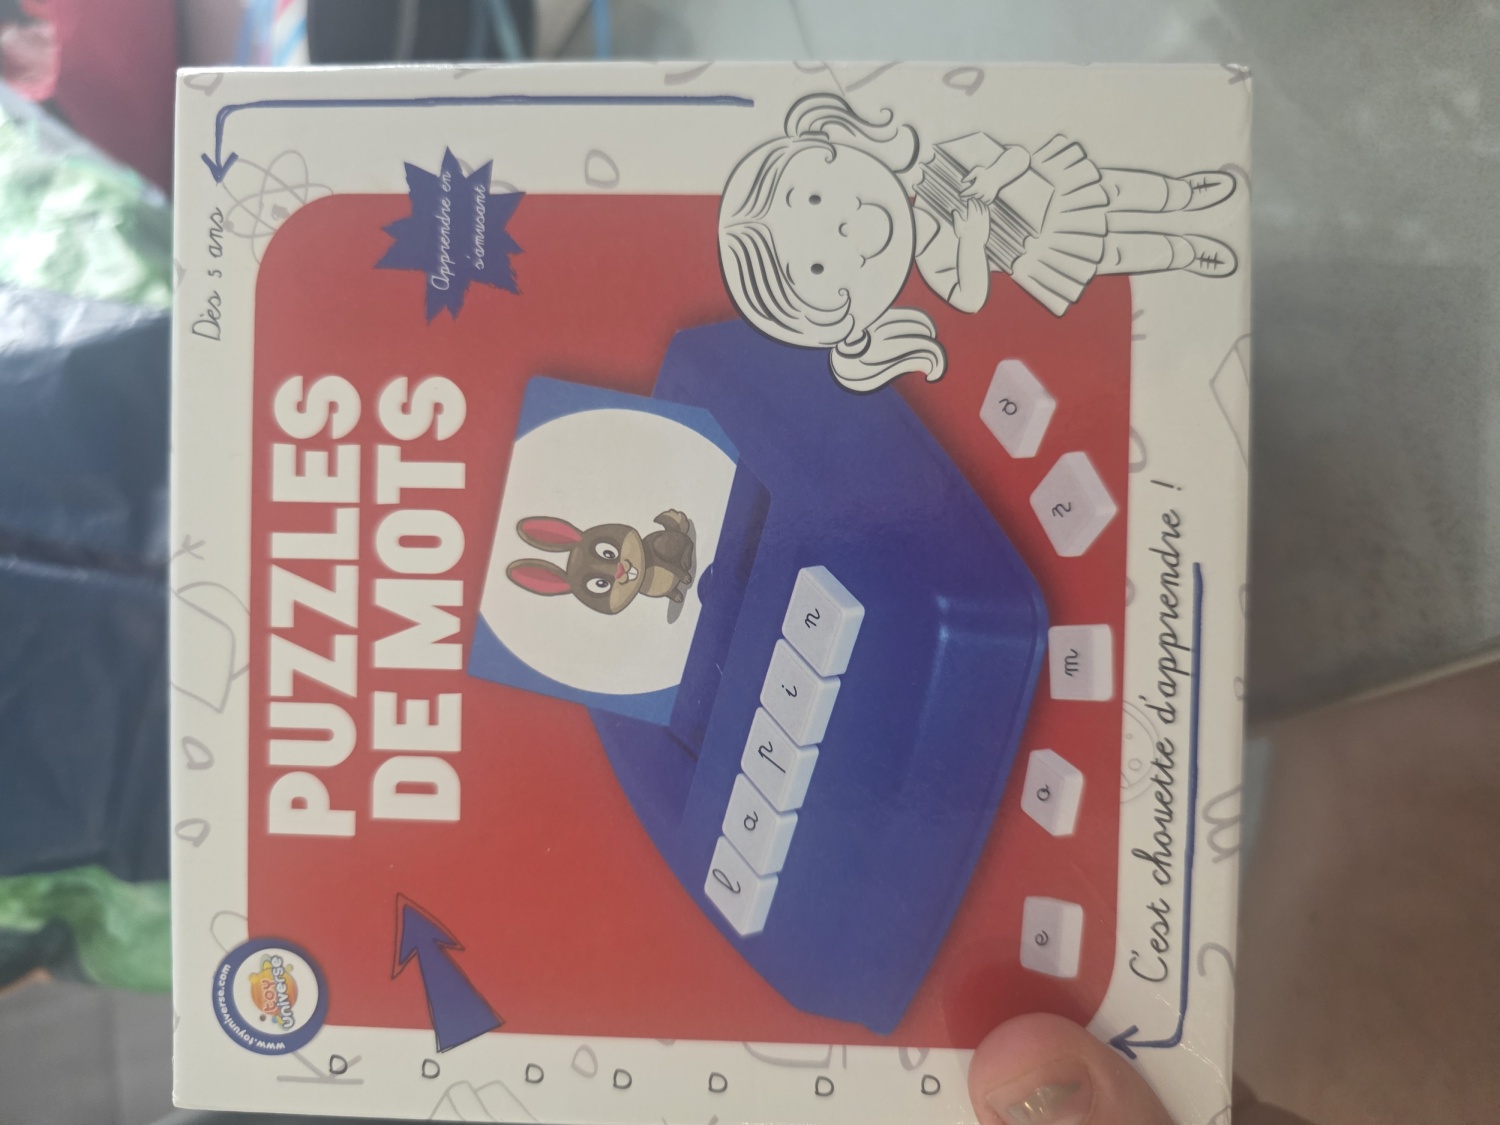 www.toyuniverse.com
toy
universe
PUZZLES
DE MOTS
Dès 5 ans
Apprendre en
s'amusant
l a p i n
e o m n a
C'est chouette d'apprendre !